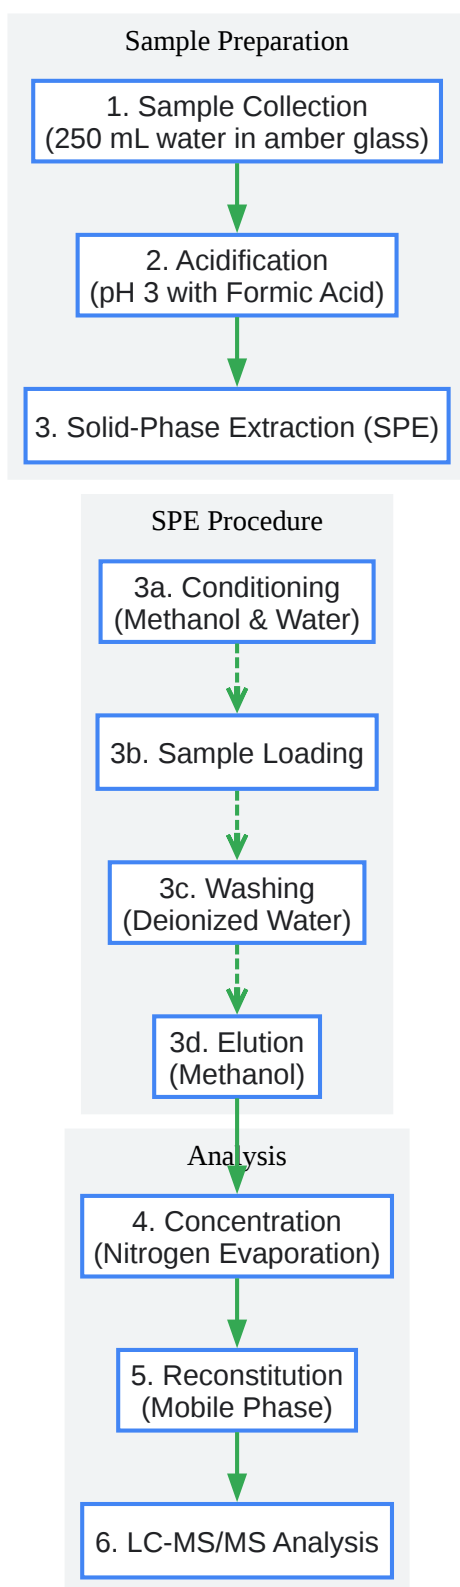 Sample Preparation
1. Sample Collection
(250 mL water in amber glass)
2. Acidification
(pH 3 with Formic Acid)
3. Solid-Phase Extraction (SPE)
SPE Procedure
3a. Conditioning
(Methanol & Water)
3b. Sample Loading
3c. Washing
(Deionized Water)
3d. Elution
(Methanol)
Analysis
4. Concentration
(Nitrogen Evaporation)
5. Reconstitution
(Mobile Phase)
6. LC-MS/MS Analysis